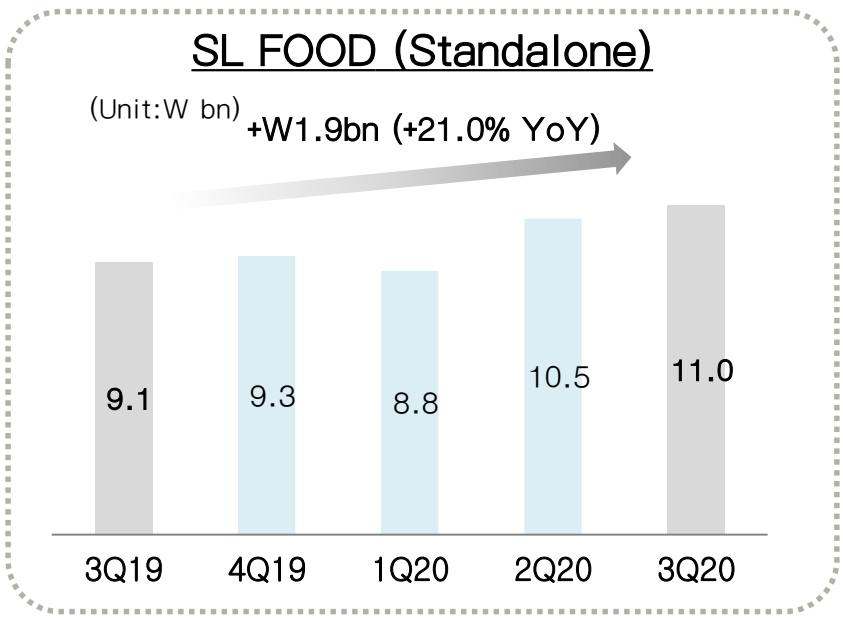 SL FOOD (Standalone)
(Unit:W bn)
+W1.9bn (+21.0% YoY)
9.1
9.3
8.8
10.5
11.0
3Q19
4Q19
1Q20
2Q20
3Q20